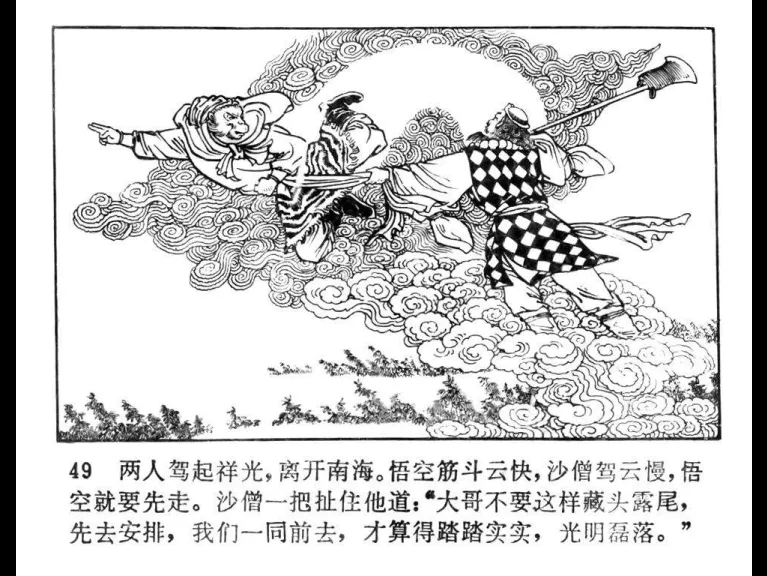 49 两人驾起祥光，离开南海。悟空筋斗云快，沙僧驾云慢，悟
空就要先走。沙僧一把扯住他道：“大哥不要这样藏头露尾，
先去安排，我们一同前去，才算得踏踏实实，光明磊落。”